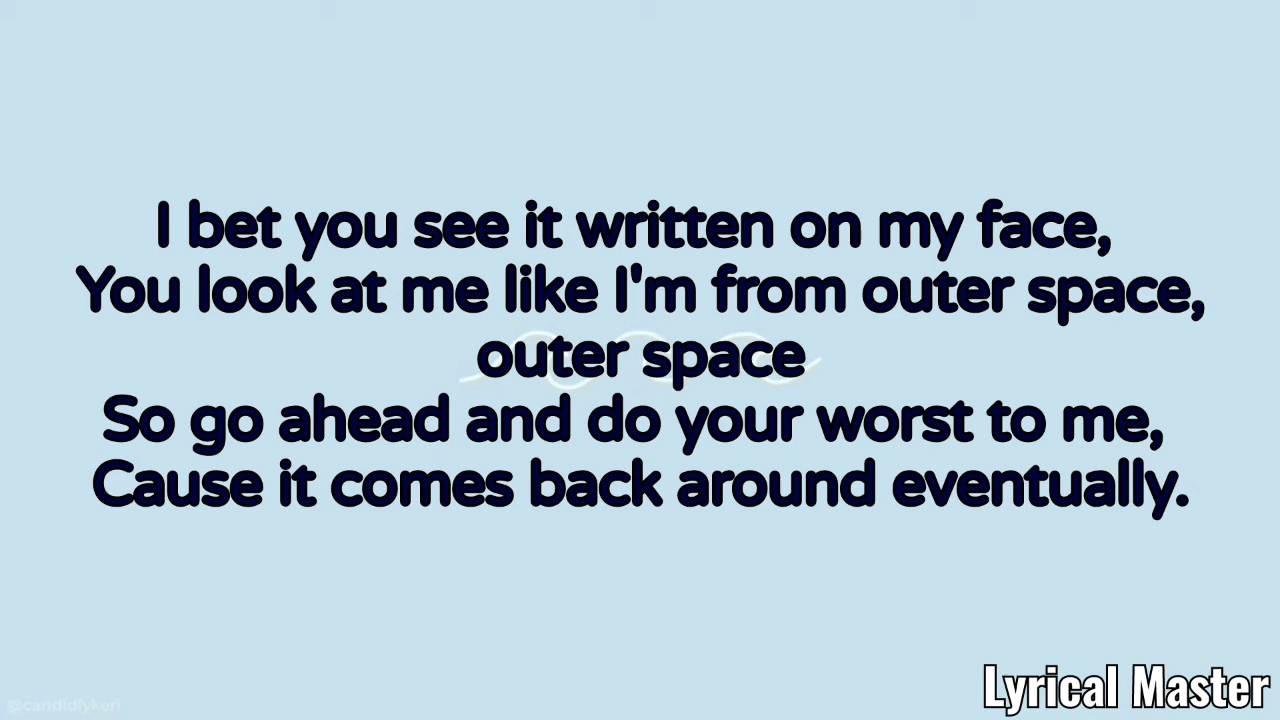 I bet you see it written on my face,
You look at me like I'm from outer space,
outer space
So go ahead and do your worst to me,
Cause it comes back around eventually.
Lyrical Master
@candidlykeri